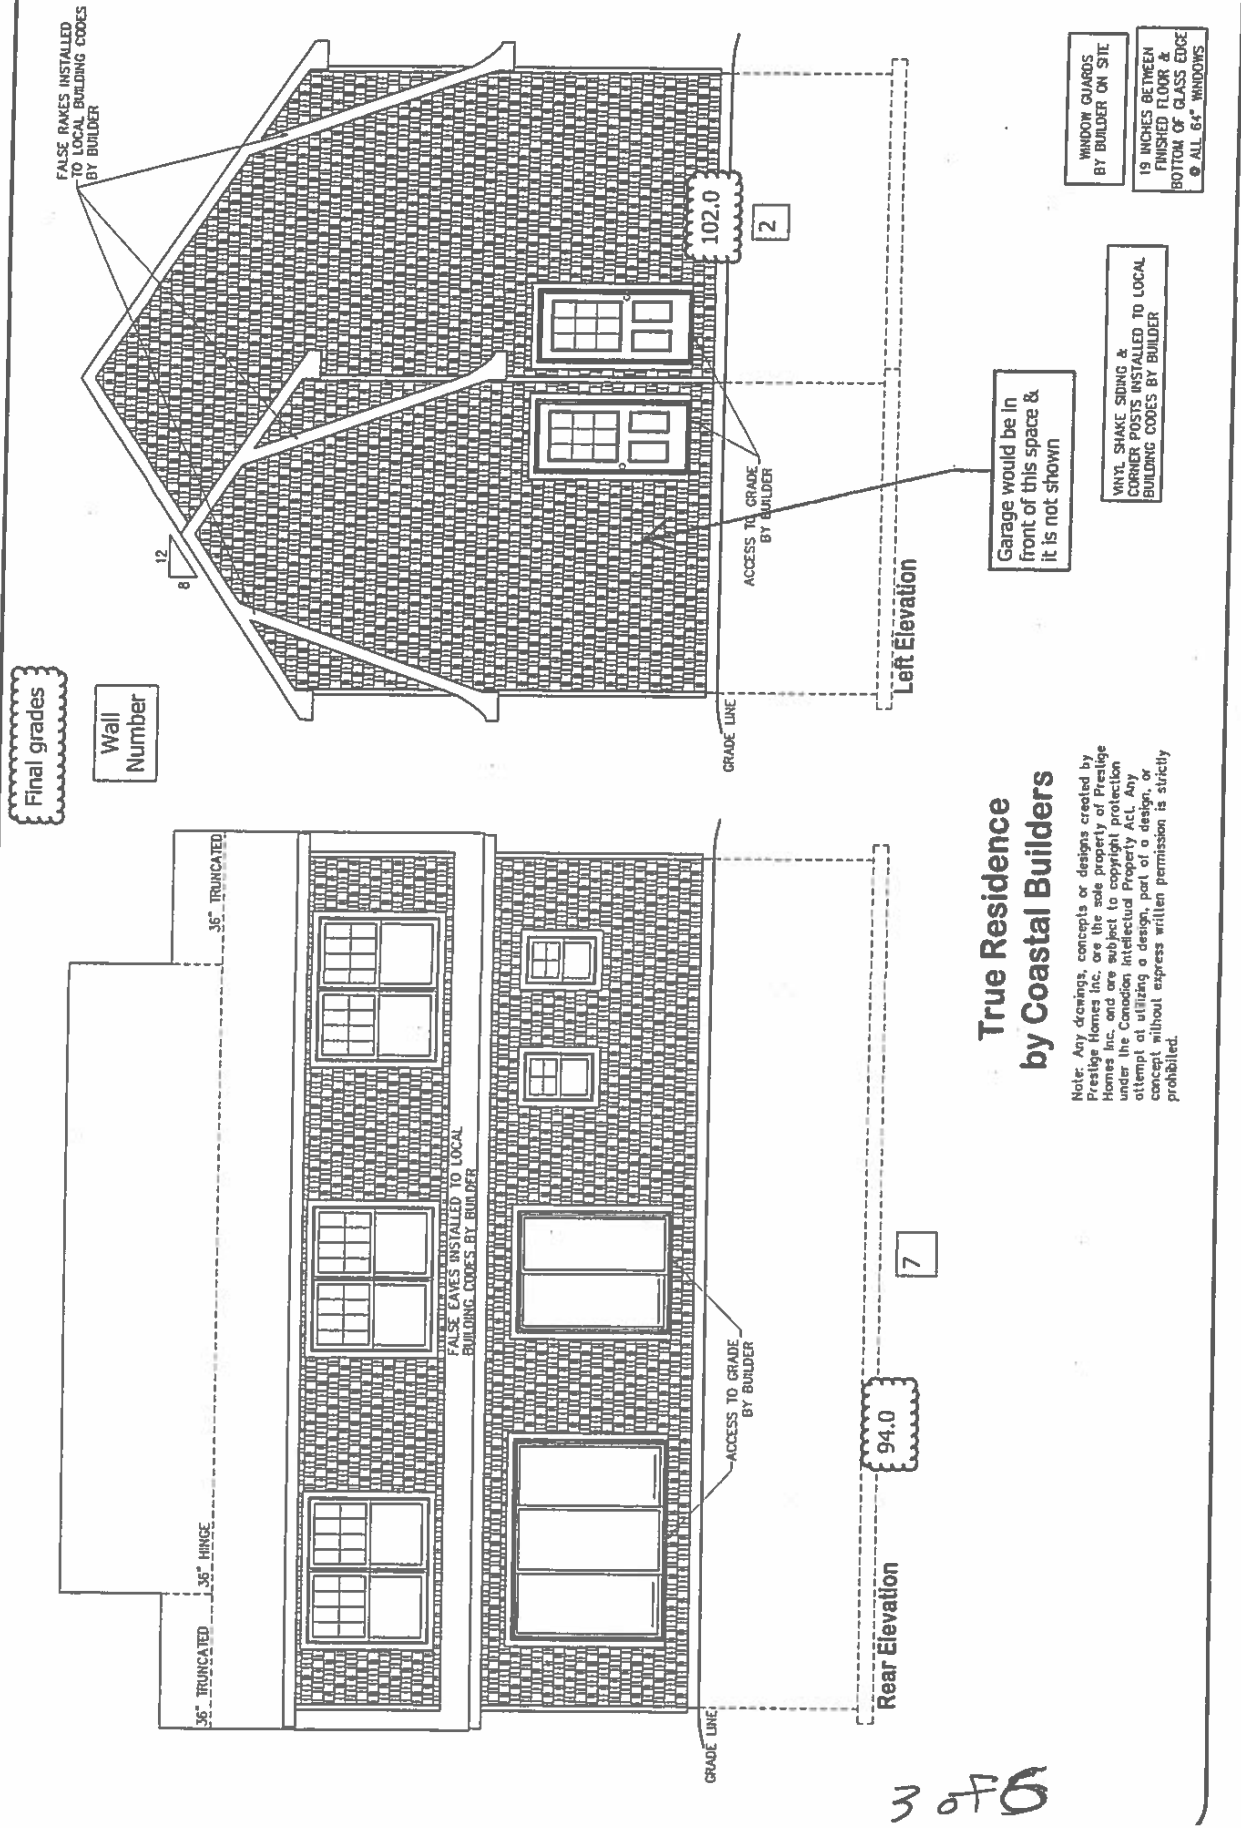 Final grades
Wall
Number
FALSE RAKES INSTALLED
TO LOCAL BUILDING CODES
BY BUILDER
36" TRUNCATED
36" HINGE
36" TRUNCATED
12
8
FALSE EAVES INSTALLED TO LOCAL
BUILDING CODES BY BUILDER
GRADE LINE
ACCESS TO GRADE
BY BUILDER
94.0
7
Rear Elevation
GRADE LINE
ACCESS TO GRADE
BY BUILDER
102.0
2
Left Elevation
Garage would be in
front of this space &
it is not shown
WINDOW GUARDS
BY BUILDER ON SITE
19 INCHES BETWEEN
FINISHED FLOOR &
BOTTOM OF GLASS EDGE
@ ALL 64" WINDOWS
VINYL SHAKE SIDING &
CORNER POSTS INSTALLED TO LOCAL
BUILDING CODES BY BUILDER
True Residence
by Coastal Builders
Note: Any drawings, concepts or designs created by
Prestige Homes Inc. are the sole property of Prestige
Homes Inc. and are subject to copyright protection
under the Canadian Intellectual Property Act. Any
attempt at utilizing a design, part of a design, or
concept without express written permission is strictly
prohibited.
3 of 5